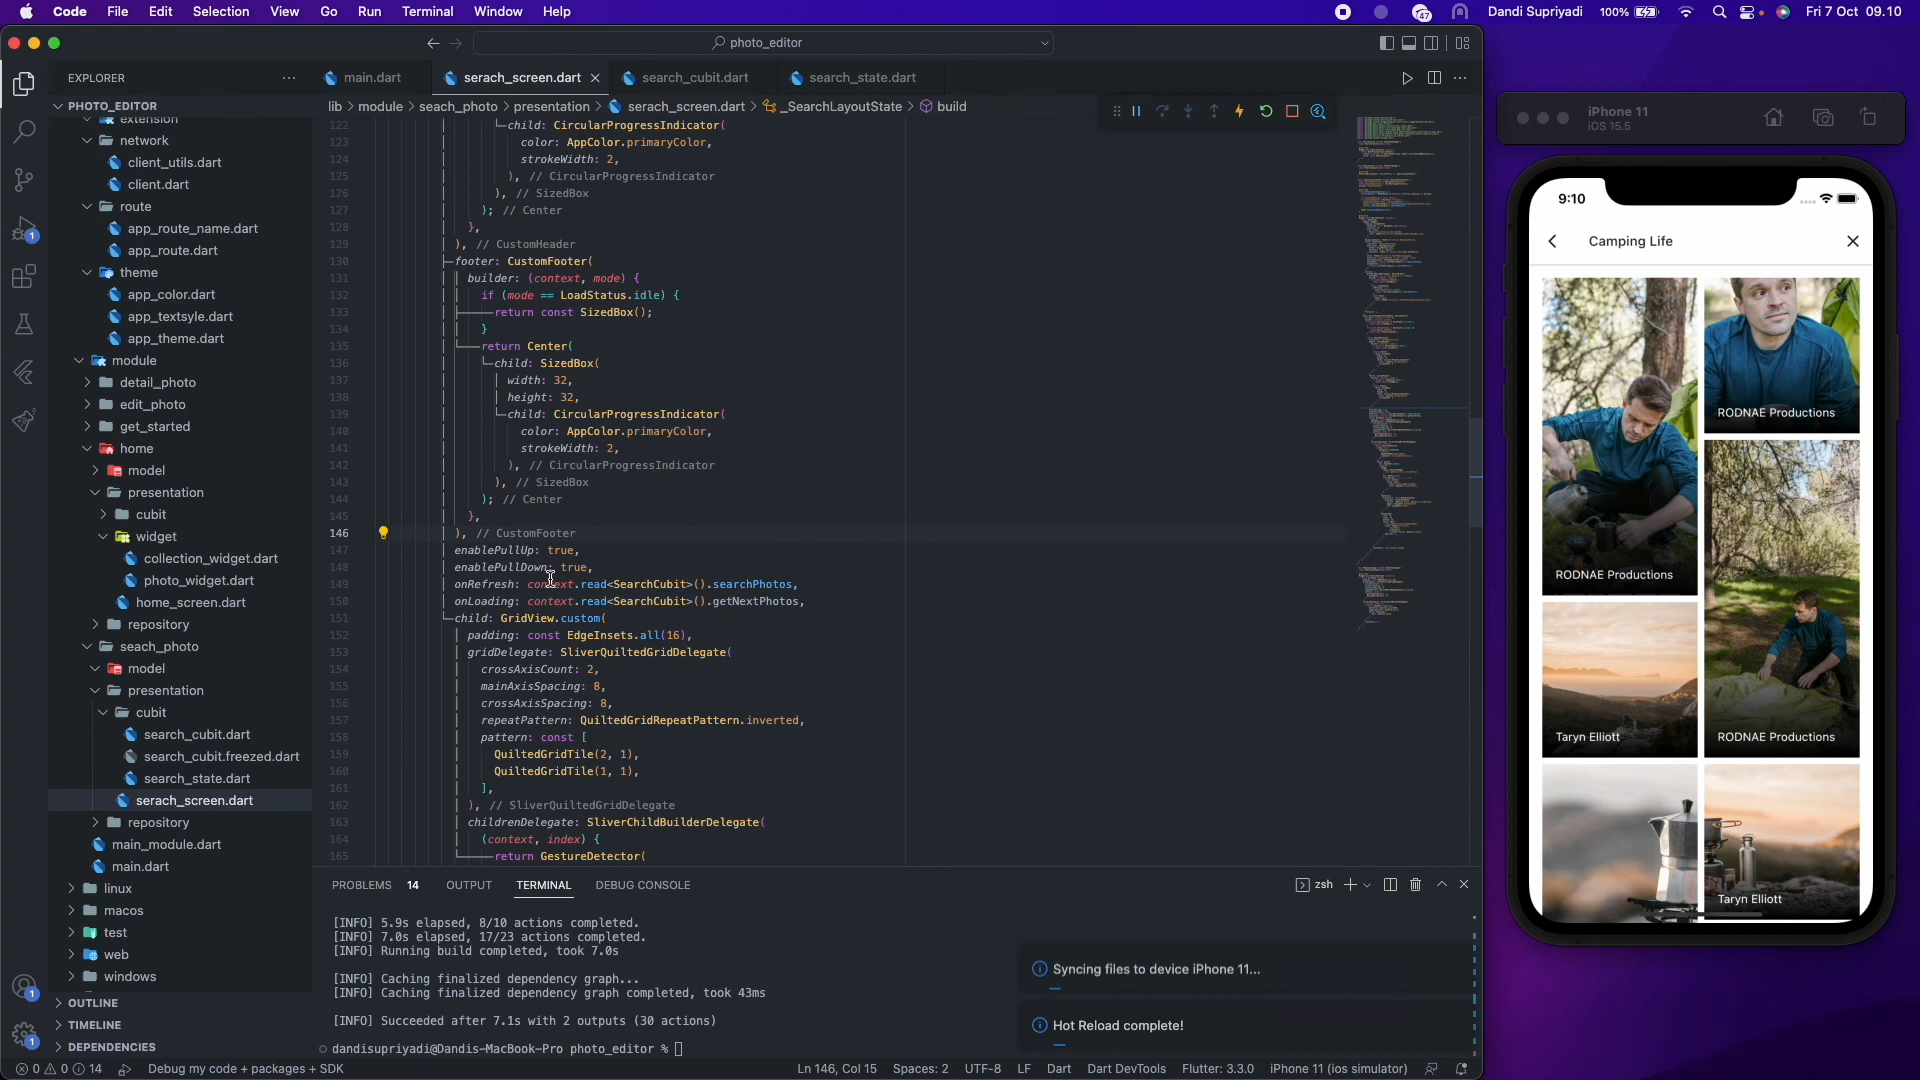 Code File Edit Selection View Go Run Terminal Window Help
47
Dandi Supriyadi 100% Fri 7 Oct 09.10
photo_editor
EXPLORER
main.dart serach_screen.dart search_cubit.dart search_state.dart
PHOTO_EDITOR
lib > module > seach_photo > presentation > serach_screen.dart > _SearchLayoutState > build
extension
network
client_utils.dart
client.dart
route
app_route_name.dart
app_route.dart
theme
app_color.dart
app_textsyle.dart
app_theme.dart
module
detail_photo
edit_photo
get_started
home
model
presentation
cubit
widget
collection_widget.dart
photo_widget.dart
home_screen.dart
repository
seach_photo
model
presentation
cubit
search_cubit.dart
search_cubit.freezed.dart
search_state.dart
serach_screen.dart
repository
main_module.dart
main.dart
linux
macos
test
web
windows
OUTLINE
TIMELINE
DEPENDENCIES
1
1
1
122 child: CircularProgressIndicator(
123 color: AppColor.primaryColor,
124 strokeWidth: 2,
125 ), // CircularProgressIndicator
126 ), // SizedBox
127 ); // Center
128 },
129 ), // CustomHeader
130 footer: CustomFooter(
131 builder: (context, mode) {
132 if (mode == LoadStatus.idle) {
133 return const SizedBox();
134 }
135 return Center(
136 child: SizedBox(
137 width: 32,
138 height: 32,
139 child: CircularProgressIndicator(
140 color: AppColor.primaryColor,
141 strokeWidth: 2,
142 ), // CircularProgressIndicator
143 ), // SizedBox
144 ); // Center
145 },
146 ), // CustomFooter
147 enablePullUp: true,
148 enablePullDown: true,
149 onRefresh: context.read<SearchCubit>().searchPhotos,
150 onLoading: context.read<SearchCubit>().getNextPhotos,
151 child: GridView.custom(
152 padding: const EdgeInsets.all(16),
153 gridDelegate: SliverQuiltedGridDelegate(
154 crossAxisCount: 2,
155 mainAxisSpacing: 8,
156 crossAxisSpacing: 8,
157 repeatPattern: QuiltedGridRepeatPattern.inverted,
158 pattern: const [
159 QuiltedGridTile(2, 1),
160 QuiltedGridTile(1, 1),
161 ],
162 ), // SliverQuiltedGridDelegate
163 childrenDelegate: SliverChildBuilderDelegate(
164 (context, index) {
165 return GestureDetector(
PROBLEMS 14 OUTPUT TERMINAL DEBUG CONSOLE
zsh
[INFO] 5.9s elapsed, 8/10 actions completed.
[INFO] 7.0s elapsed, 17/23 actions completed.
[INFO] Running build completed, took 7.0s
[INFO] Caching finalized dependency graph...
[INFO] Caching finalized dependency graph completed, took 43ms
[INFO] Succeeded after 7.1s with 2 outputs (30 actions)
dandisupriyadi@Dandis-MacBook-Pro photo_editor %
Syncing files to device iPhone 11...
Hot Reload complete!
0 0 14 Debug my code + packages + SDK
Ln 146, Col 15 Spaces: 2 UTF-8 LF Dart Dart DevTools Flutter: 3.3.0 iPhone 11 (ios simulator)
iPhone 11
iOS 15.5
9:10
Camping Life
RODNAE Productions
RODNAE Productions
Taryn Elliott
RODNAE Productions
Taryn Elliott